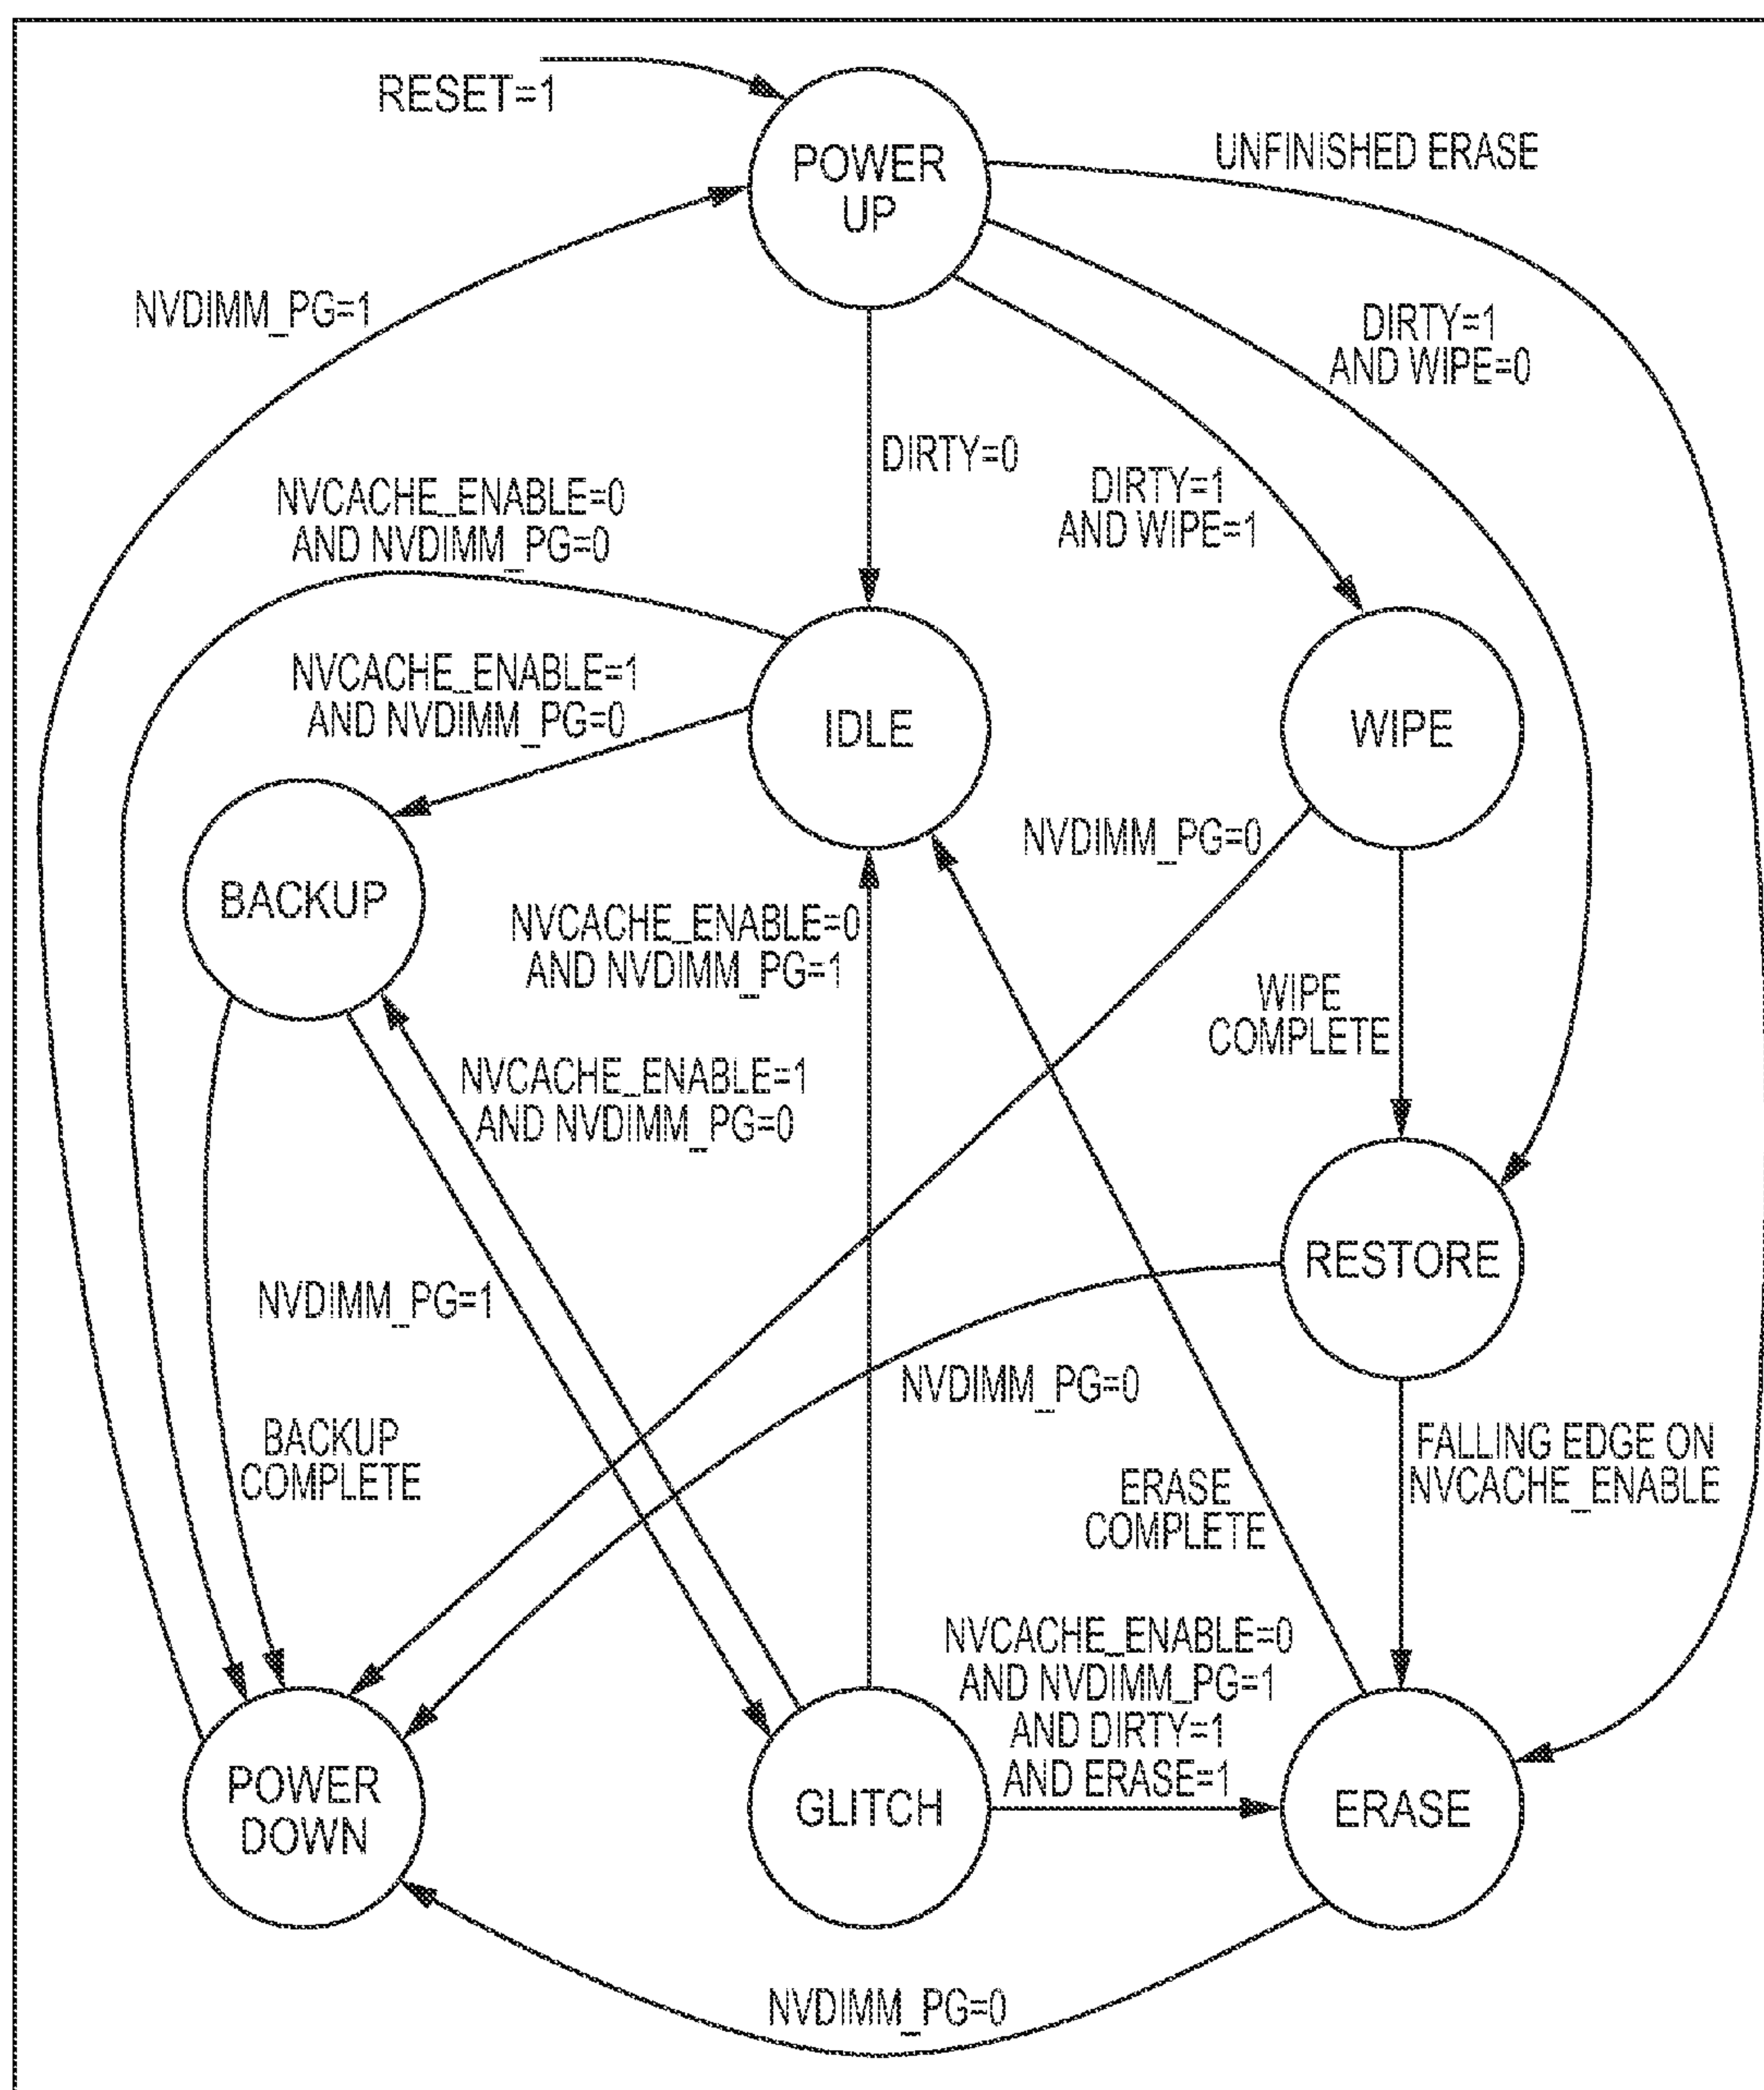 RESET=1
POWER
UP
UNFINISHED ERASE
NVDIMM_PG=1
DIRTY=1
AND WIPE=0
DIRTY=0
DIRTY=1
AND WIPE=1
NVCACHE_ENABLE=0
AND NVDIMM_PG=0
NVCACHE_ENABLE=1
AND NVDIMM_PG=0
IDLE
WIPE
NVDIMM_PG=0
BACKUP
NVCACHE_ENABLE=0
AND NVDIMM_PG=1
WIPE
COMPLETE
NVCACHE_ENABLE=1
AND NVDIMM_PG=0
RESTORE
NVDIMM_PG=1
NVDIMM_PG=0
BACKUP
COMPLETE
FALLING EDGE ON
NVCACHE_ENABLE
ERASE
COMPLETE
NVCACHE_ENABLE=0
AND NVDIMM_PG=1
AND DIRTY=1
AND ERASE=1
POWER
DOWN
GLITCH
ERASE
NVDIMM_PG=0